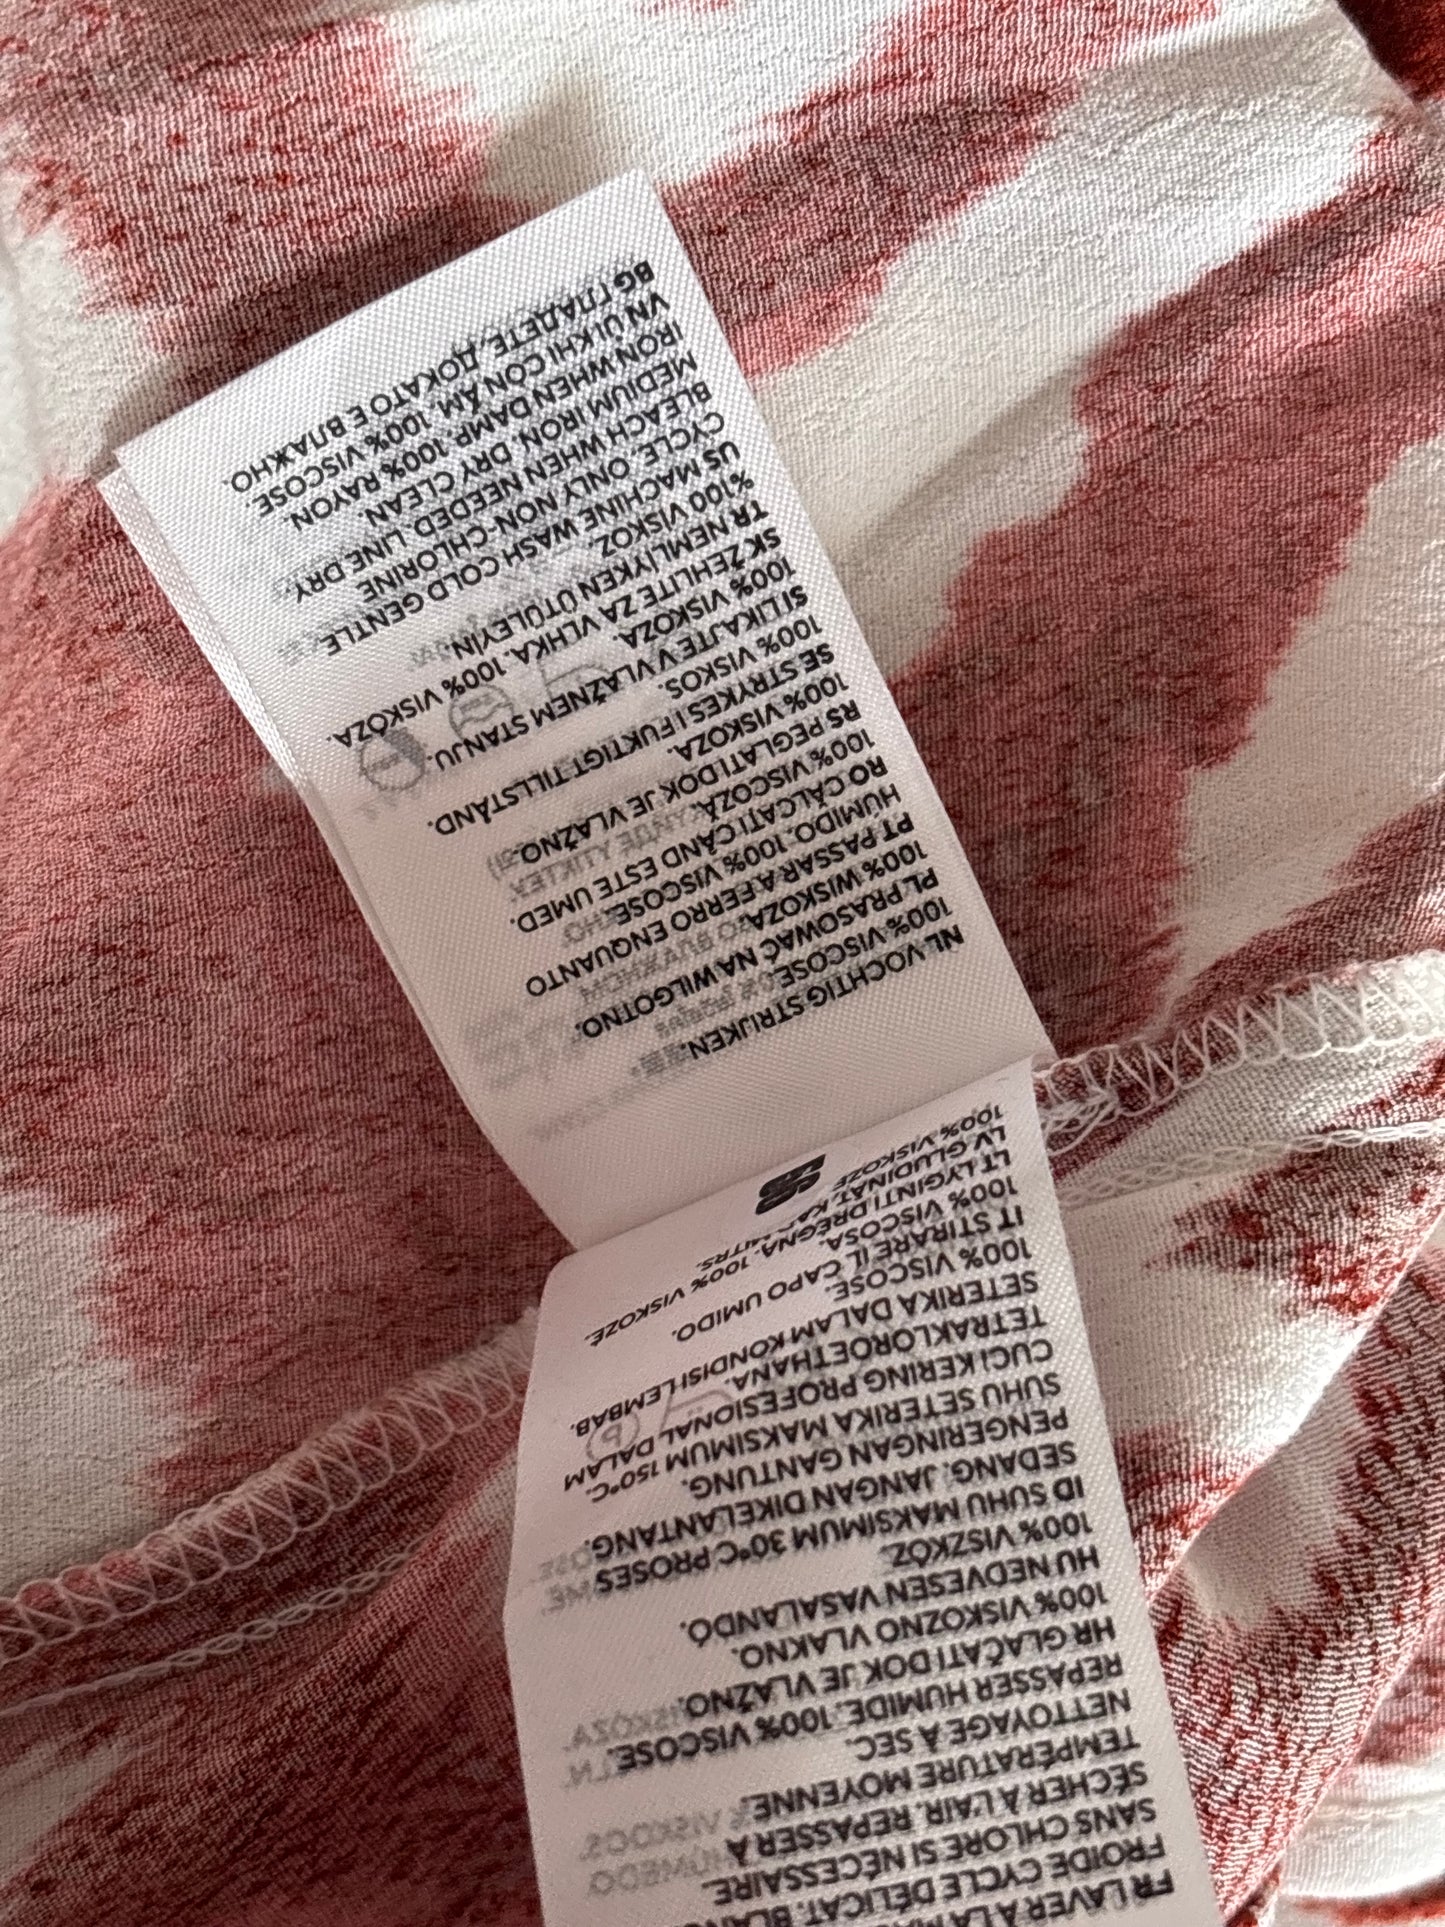 FR LAVER À LA
FROIDE CYCLE DÉLICAT.
SANS CHLORE SI NÉCESSAIRE.
SÉCHER À L'AIR. REPASSER À
TEMPÉRATURE MOYENNE.
NETTOYAGE À SEC.
REPASSER HUMIDE. 100% VISCOSE.
HR GLAČATI DOK JE VLAŽNO.
100% VISKOZNO VLAKNO.
HU NEDVESEN VASALANDÓ.
100% VISZKÓZ
ID SUHU MAKSIMUM 30°C PROSES
SEDANG. JANGAN DIKELANTANG.
PENGERINGAN GANTUNG.
SUHU SETERIKA MAKSIMUM 150°C.
CUCI KERING PROFESIONAL DALAM
TETRAKLOROETHANA.
SETERIKA DALAM KONDISI LEMBAB.
100% VISCOSE.
IT STIRARE IL CAPO UMIDO.
100% VISCOSA.
LT LYGINTI DRĖGNĄ. 100% VISKOZĖ.
LV GLUDINĀT,
100% VISKOZE
NL VOCHTIG STRIJKEN.
100% VISCOSE.
PL PRASOWAĆ NA WILGOTNO.
100% WISKOZA.
PT PASSAR A FERRO ENQUANTO
HÚMIDO. 100% VISCOSE.
RO CĂLCATI CÂND ESTE UMED.
100% VISCOZĂ.
RS PEGLATI DOK JE VLAŽNO.
100% VISKOZA.
SE STRYKES I FUKTIGT TILLSTÅND.
100% VISKOS.
SI LIKAJTE V VLAŽNEM STANJU.
100% VISKOZA.
SK ŽEHLITE ZA VLHKA. 100% VISKÓZA.
TR NEMLİYKEN ÜTÜLEYİN.
%100 VISKOZ
US MACHINE WASH COLD GENTLE
CYCLE. ONLY NON-CHLORINE
BLEACH WHEN NEEDED. LINE DRY.
MEDIUM IRON. DRY CLEAN.
IRON WHEN DAMP. 100% RAYON.
VN ỦI KHI CÒN ẨM. 100% VISCOSE.
BG ГЛАДЕТЕ, ДОКАТО Е ВЛАЖНО.